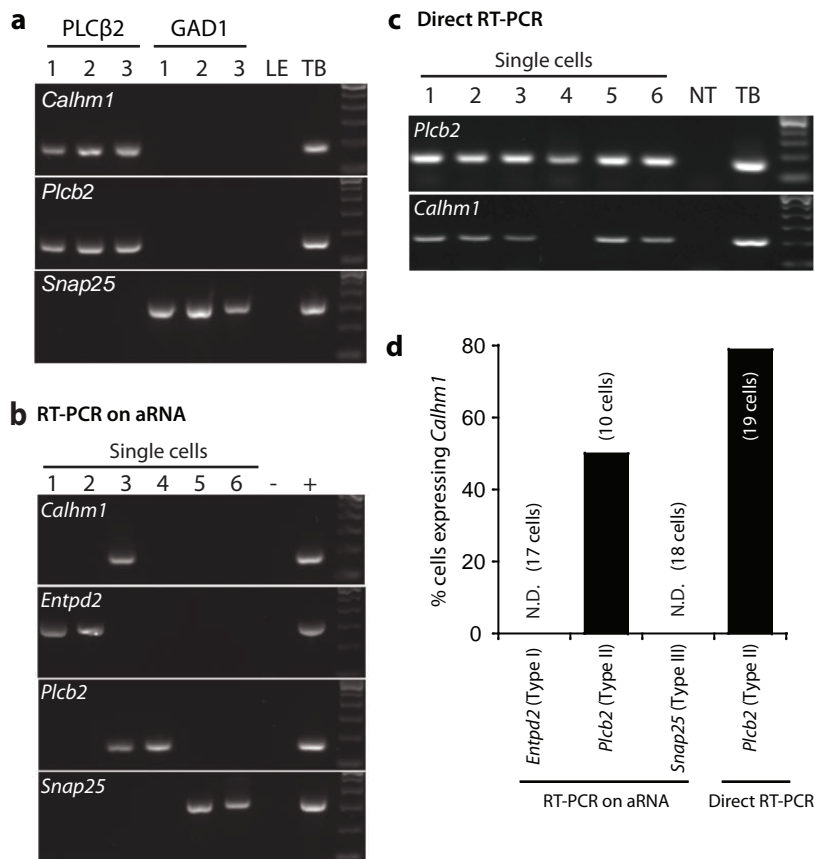 a
PLCβ2 GAD1
1 2 3 1 2 3 LE TB
Calhm1
Plcb2
Snap25
b RT-PCR on aRNA
Single cells
1 2 3 4 5 6 - +
Calhm1
Entpd2
Plcb2
Snap25
c Direct RT-PCR
Single cells
1 2 3 4 5 6 NT TB
Plcb2
Calhm1
d
% cells expressing Calhm1
80
60
40
20
0
N.D. (17 cells)
(10 cells)
N.D. (18 cells)
(19 cells)
Entpd2 (Type I)
Plcb2 (Type II)
Snap25 (Type III)
Plcb2 (Type II)
RT-PCR on aRNA Direct RT-PCR